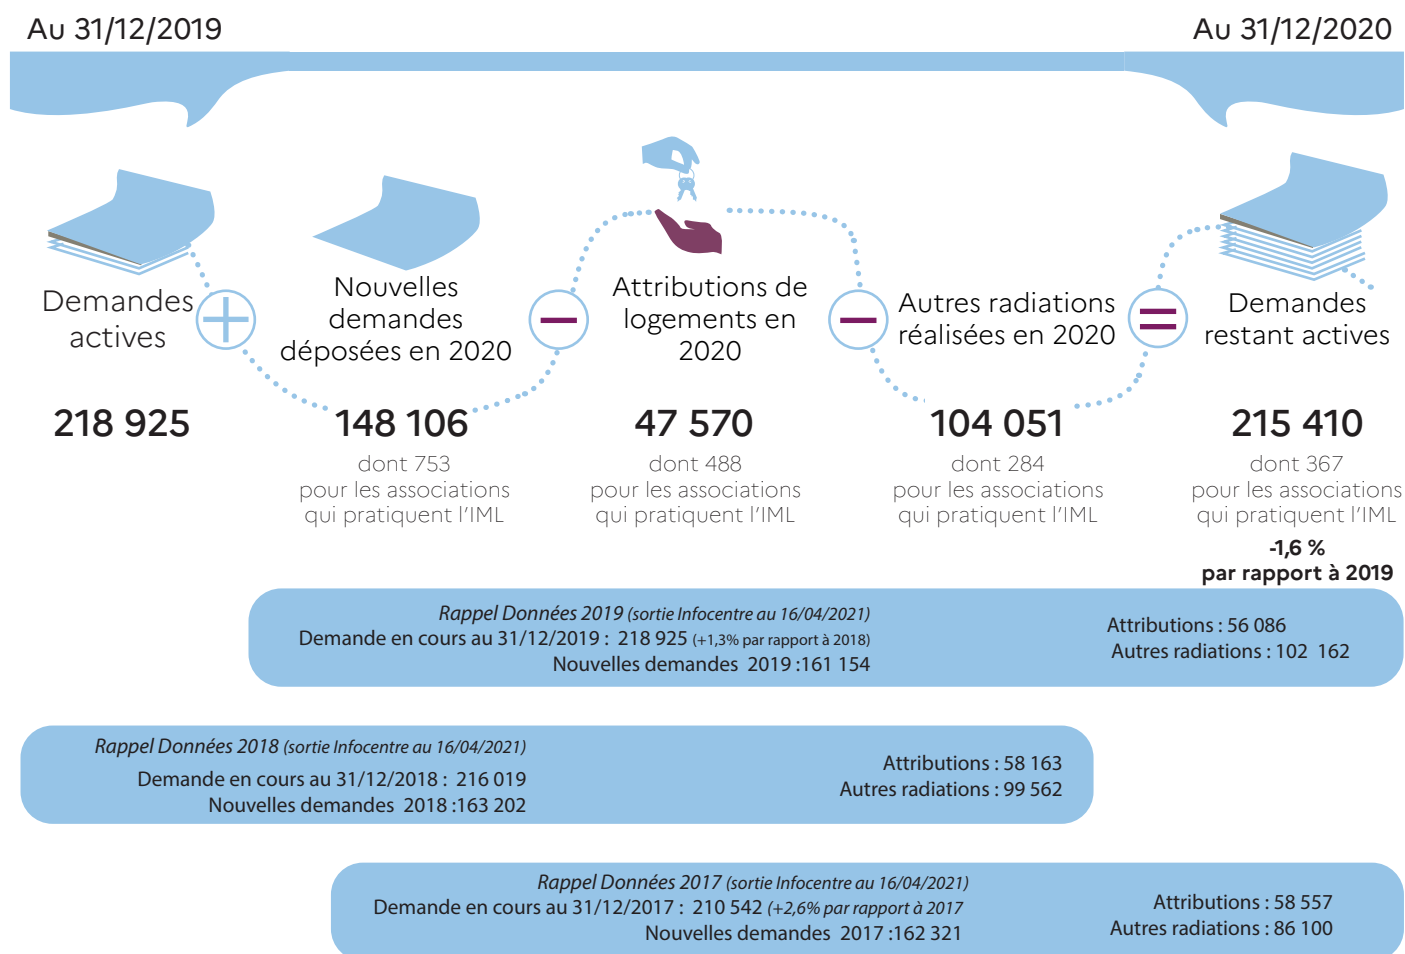 Au 31/12/2019
Au 31/12/2020
Demandes
actives
218 925
Nouvelles
demandes
déposées en 2020
148 106
dont 753
pour les associations
qui pratiquent l'IML
Attributions de
logements en
2020
47 570
dont 488
pour les associations
qui pratiquent l'IML
Autres radiations
réalisées en 2020
104 051
dont 284
pour les associations
qui pratiquent l'IML
Demandes
restant actives
215 410
dont 367
pour les associations
qui pratiquent l'IML
-1,6 %
par rapport à 2019
Rappel Données 2019 (sortie Infocentre au 16/04/2021)
Demande en cours au 31/12/2019 : 218 925 (+1,3% par rapport à 2018)
Nouvelles demandes 2019 :161 154
Attributions : 56 086
Autres radiations : 102 162
Rappel Données 2018 (sortie Infocentre au 16/04/2021)
Demande en cours au 31/12/2018 : 216 019
Nouvelles demandes 2018 :163 202
Attributions : 58 163
Autres radiations : 99 562
Rappel Données 2017 (sortie Infocentre au 16/04/2021)
Demande en cours au 31/12/2017 : 210 542 (+2,6% par rapport à 2017
Nouvelles demandes 2017 :162 321
Attributions : 58 557
Autres radiations : 86 100